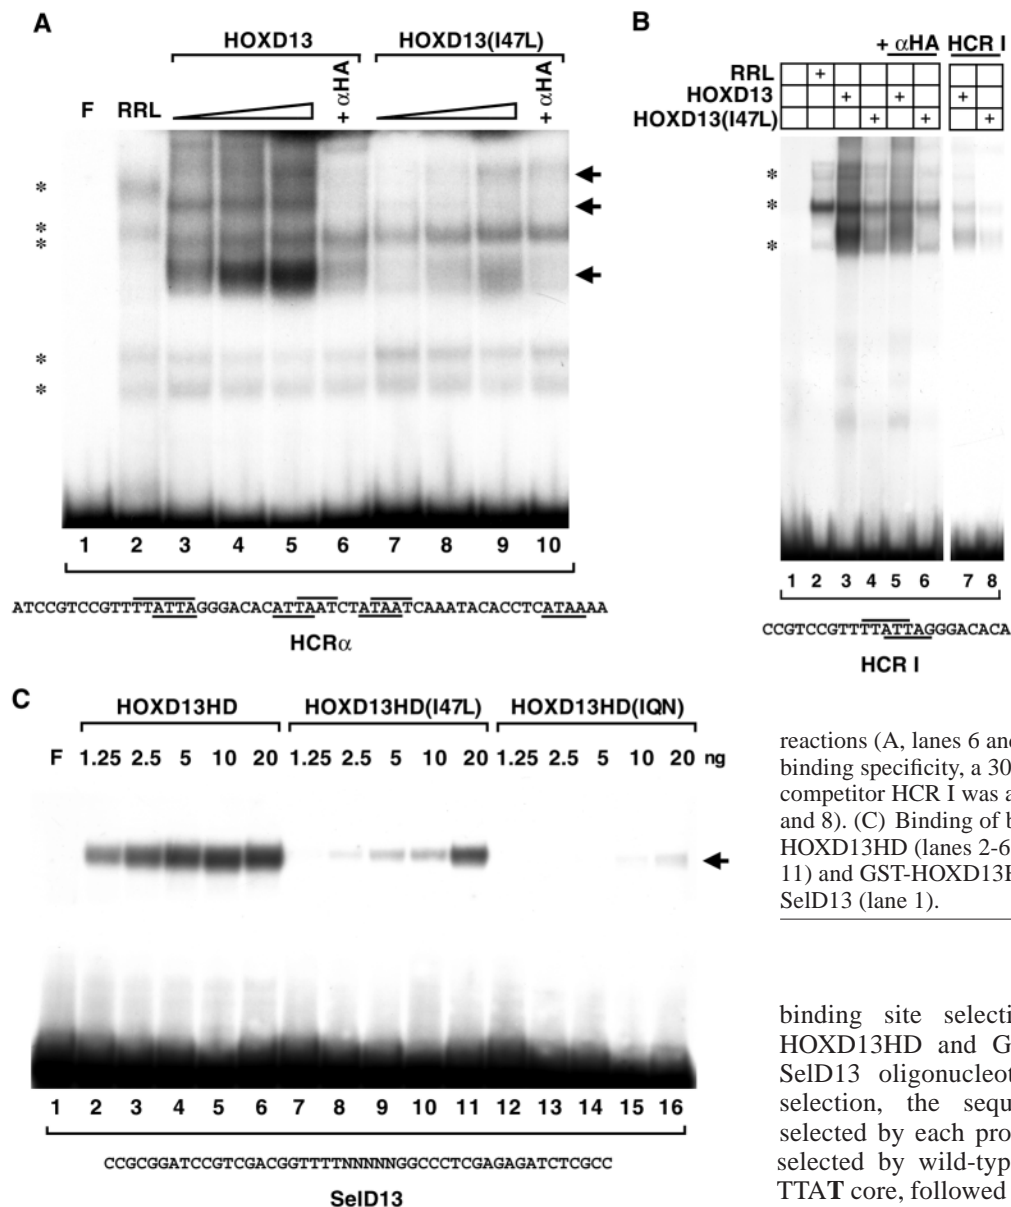 A
HOXD13 HOXD13(I47L)
F RRL + αHA + αHA
*
*
*
*
*
1 2 3 4 5 6 7 8 9 10
ATCCGTCCGTTTTATTAGGGACACATTAATCTATAATCAAATACACCTCATAAAA
HCRα
B
+ αHA HCR I
RRL +
HOXD13 + + +
HOXD13(I47L) + + +
*
*
*
1 2 3 4 5 6 7 8
CCGTCCGTTTTATTAGGGACACA
HCR I
C
HOXD13HD HOXD13HD(I47L) HOXD13HD(IQN)
F 1.25 2.5 5 10 20 1.25 2.5 5 10 20 1.25 2.5 5 10 20 ng
1 2 3 4 5 6 7 8 9 10 11 12 13 14 15 16
CCGCGGATCCGTCGACGGTTTTNNNNNGGCCCTCGAGAGATCTCGCC
SelD13
reactions (A, lanes 6 and
binding specificity, a 30
competitor HCR I was a
and 8). (C) Binding of b
HOXD13HD (lanes 2-6
11) and GST-HOXD13H
SelD13 (lane 1).
binding site selecti
HOXD13HD and G
SelD13 oligonucleot
selection, the sequ
selected by each pro
selected by wild-typ
TTAT core, followed